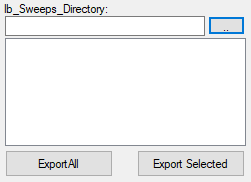 lb_Sweeps_Directory:
..
ExportAll
Export Selected